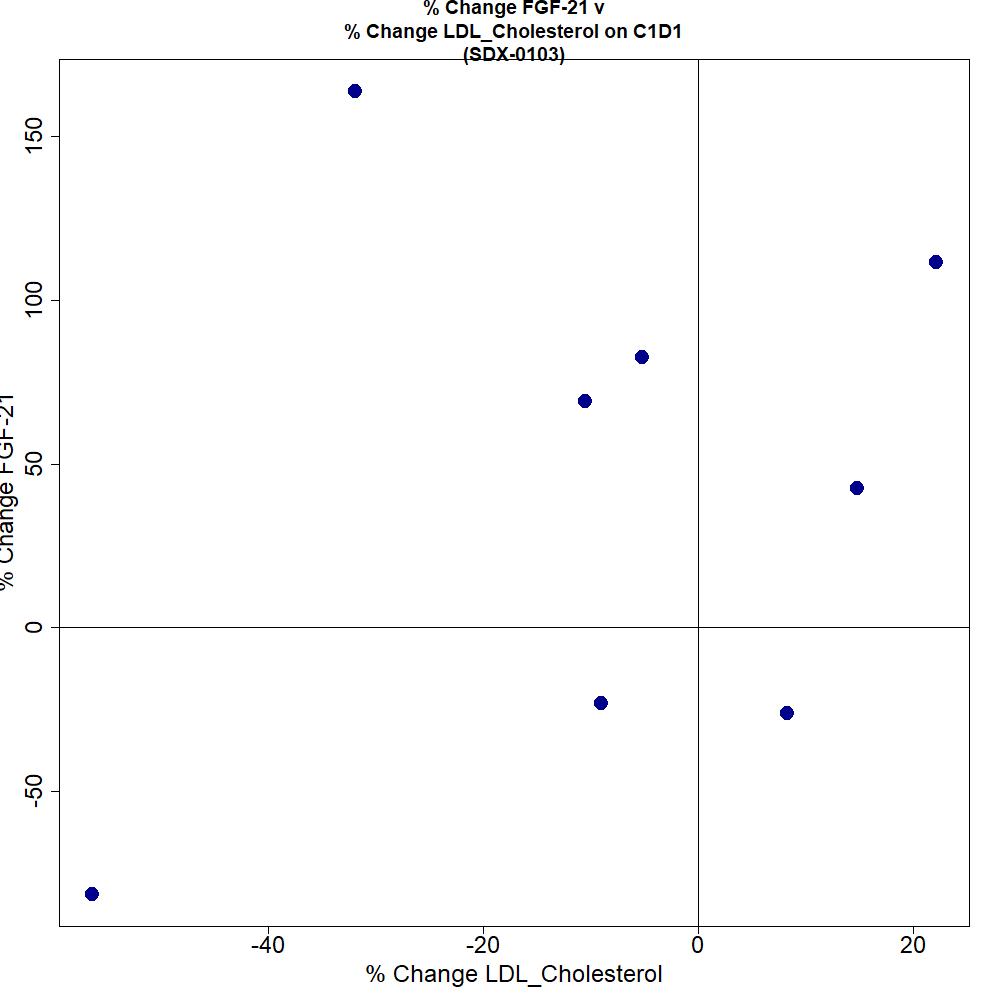 % Change FGF-21 v
% Change LDL_Cholesterol on C1D1
(SDX-0103)
150
100
50
0
-50
% Change FGF-21
-40
-20
0
20
% Change LDL_Cholesterol